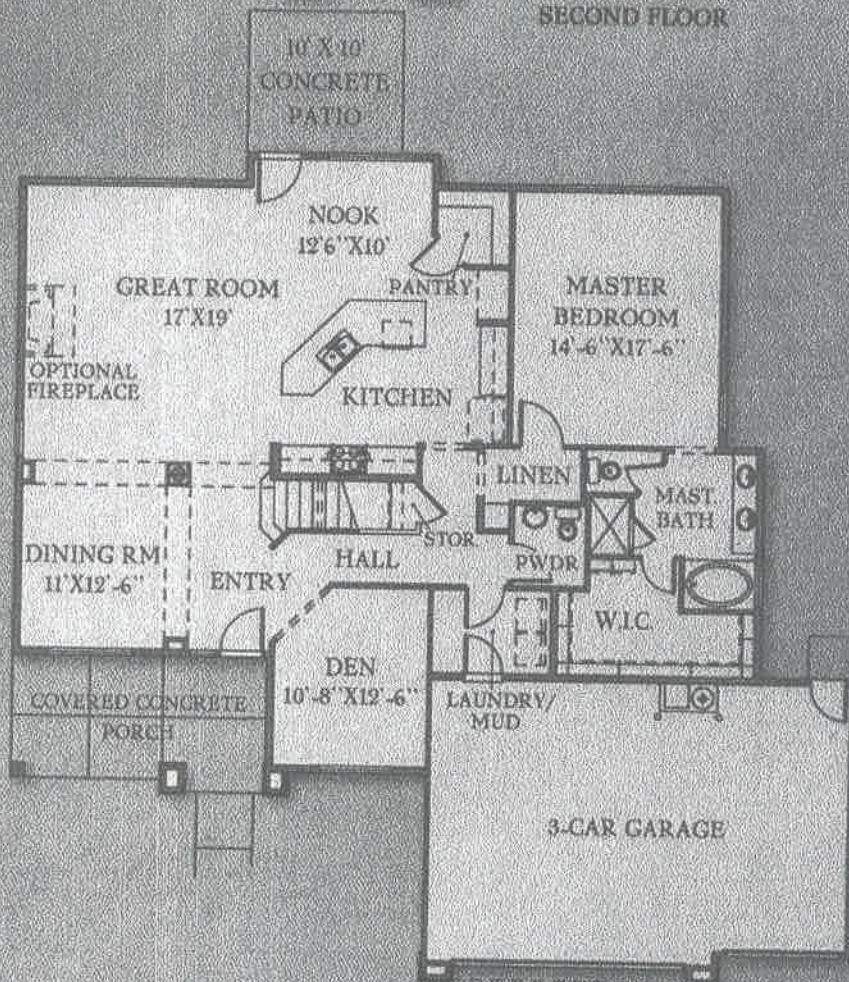 SECOND FLOOR
10' X 10'
CONCRETE
PATIO
NOOK
12'6"X10'
GREAT ROOM
17'X19'
PANTRY
MASTER
BEDROOM
14'-6"X17'-6"
OPTIONAL
FIREPLACE
KITCHEN
LINEN
MAST.
BATH
STOR.
HALL
PWDR
DINING RM
11'X12'-6"
ENTRY
W.I.C.
DEN
10'-8"X12'-6"
LAUNDRY/
MUD
COVERED CONCRETE
PORCH
3-CAR GARAGE